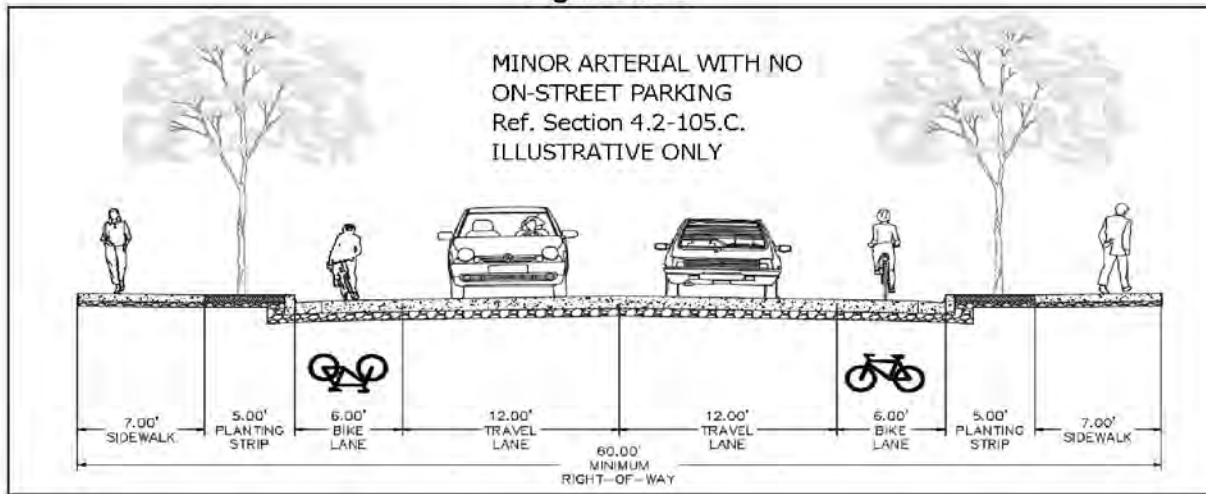 MINOR ARTERIAL WITH NO
ON-STREET PARKING
Ref. Section 4.2-105.C.
ILLUSTRATIVE ONLY
7.00'
SIDEWALK
5.00'
PLANTING
STRIP
6.00'
BIKE
LANE
12.00'
TRAVEL
LANE
12.00'
TRAVEL
LANE
6.00'
BIKE
LANE
5.00'
PLANTING
STRIP
7.00'
SIDEWALK
60.00'
MINIMUM
RIGHT-OF-WAY